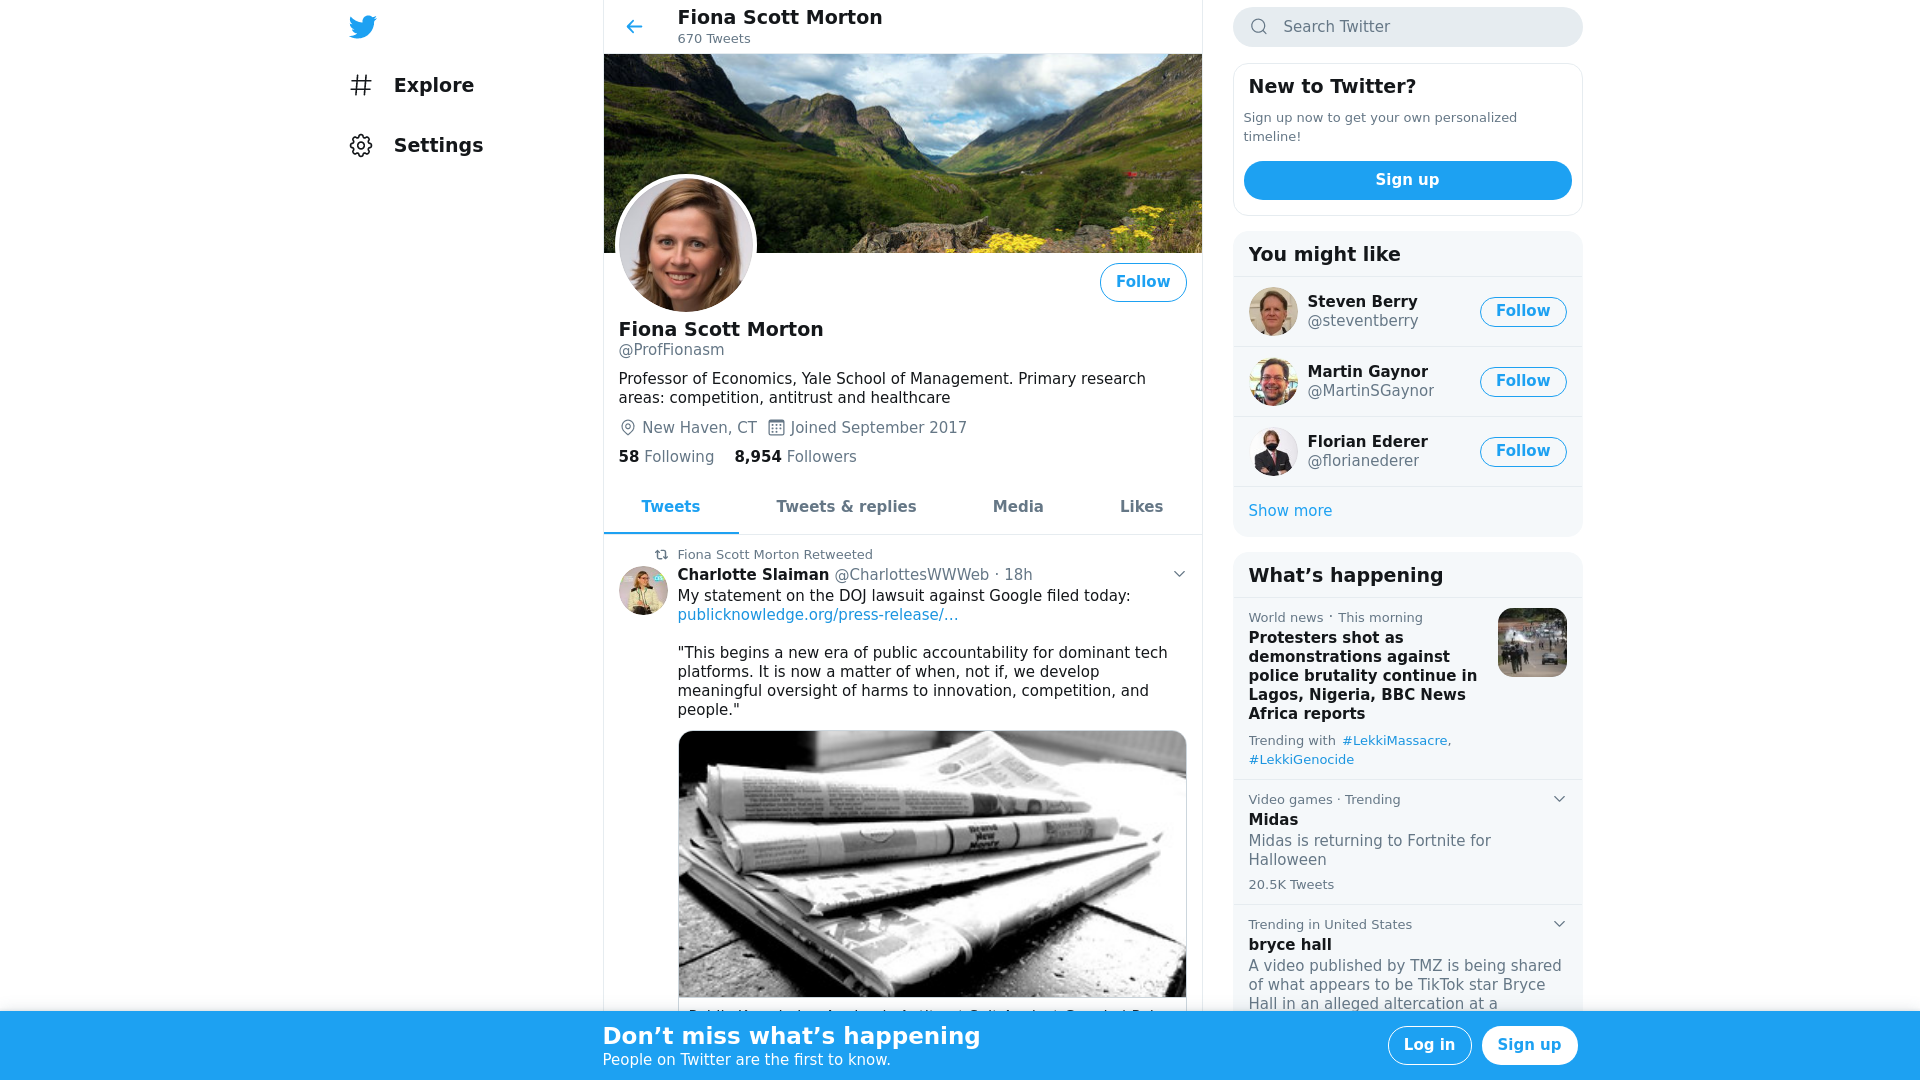 Explore
Settings
Fiona Scott Morton
670 Tweets
Follow
Fiona Scott Morton
@ProfFionasm
Professor of Economics, Yale School of Management. Primary research
areas: competition, antitrust and healthcare
New Haven, CT Joined September 2017
58 Following 8,954 Followers
Tweets Tweets & replies Media Likes
Fiona Scott Morton Retweeted
Charlotte Slaiman @CharlottesWWWeb · 18h
My statement on the DOJ lawsuit against Google filed today:
publicknowledge.org/press-release/…
"This begins a new era of public accountability for dominant tech
platforms. It is now a matter of when, not if, we develop
meaningful oversight of harms to innovation, competition, and
people."
Search Twitter
New to Twitter?
Sign up now to get your own personalized
timeline!
Sign up
You might like
Steven Berry
@steventberry
Follow
Martin Gaynor
@MartinSGaynor
Follow
Florian Ederer
@florianederer
Follow
Show more
What’s happening
World news · This morning
Protesters shot as
demonstrations against
police brutality continue in
Lagos, Nigeria, BBC News
Africa reports
Trending with #LekkiMassacre,
#LekkiGenocide
Video games · Trending
Midas
Midas is returning to Fortnite for
Halloween
20.5K Tweets
Trending in United States
bryce hall
A video published by TMZ is being shared
of what appears to be TikTok star Bryce
Hall in an alleged altercation at a
Don’t miss what’s happening
People on Twitter are the first to know.
Log in
Sign up